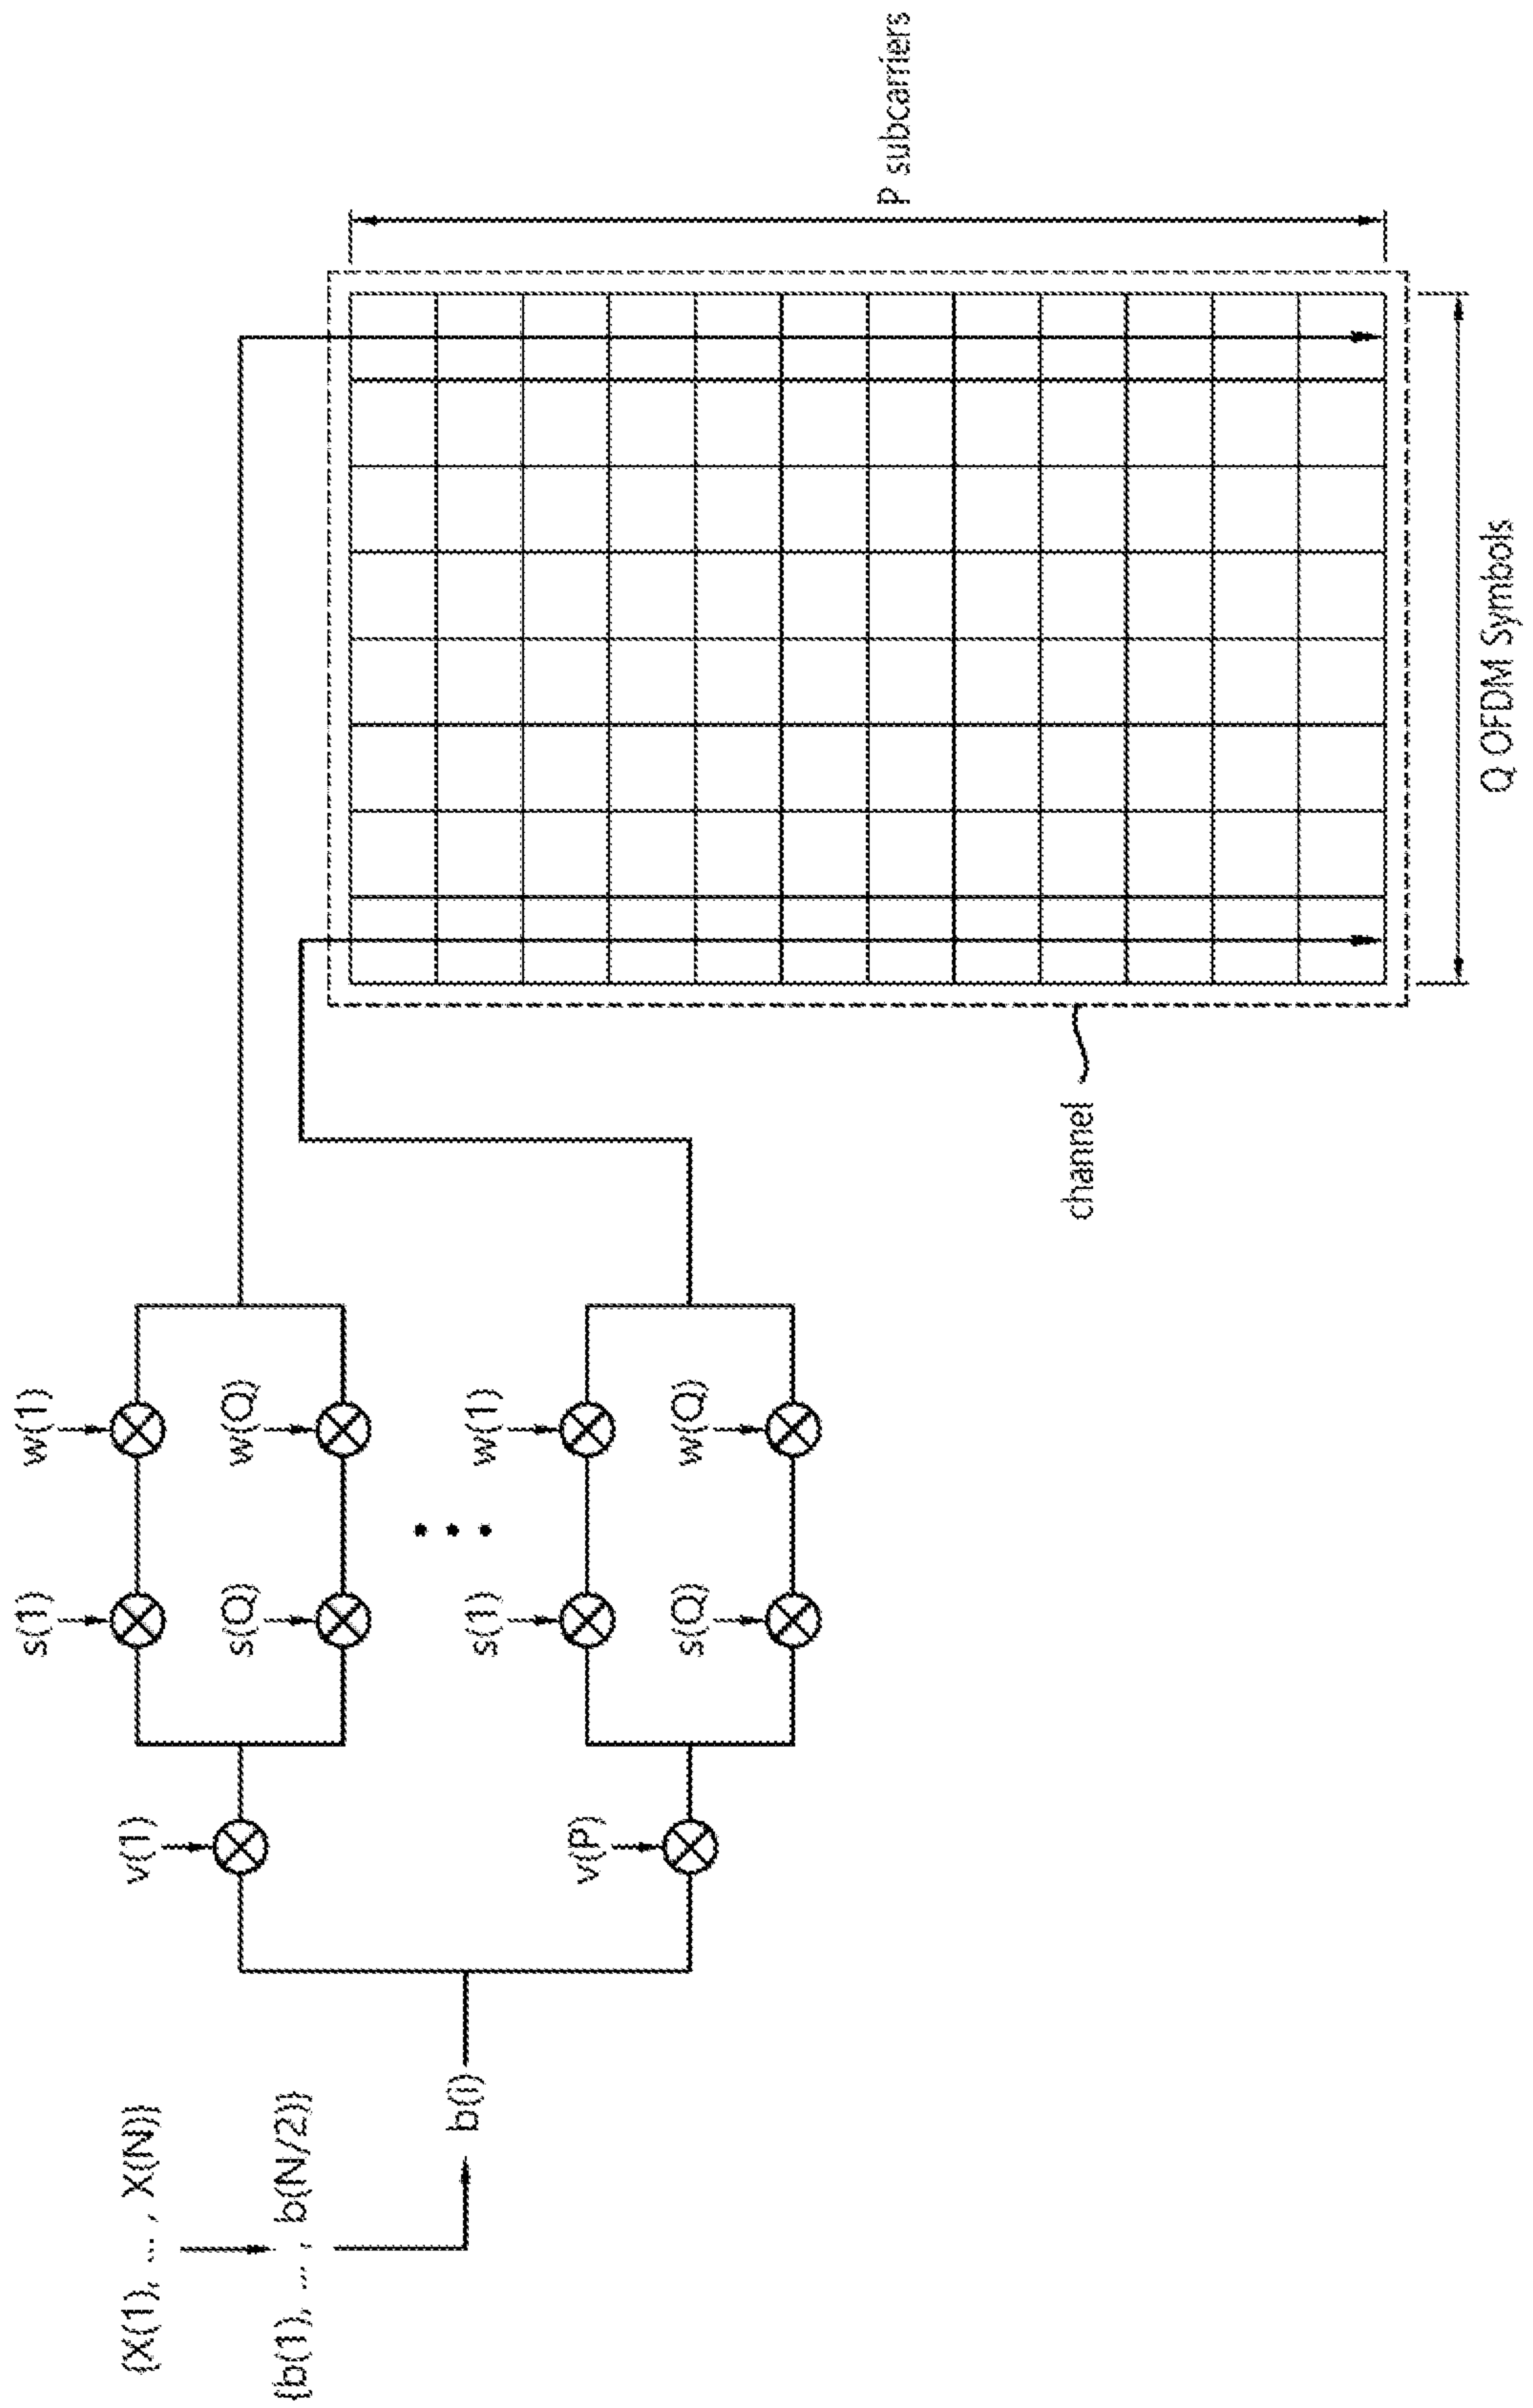 {X(1), ... , X(N)}
{b(1), ... , b(N/2)}
b(i)
v(1)
v(P)
s(1)
w(1)
s(Q)
w(Q)
s(1)
w(1)
s(Q)
w(Q)
channel
P subcarriers
Q OFDM Symbols